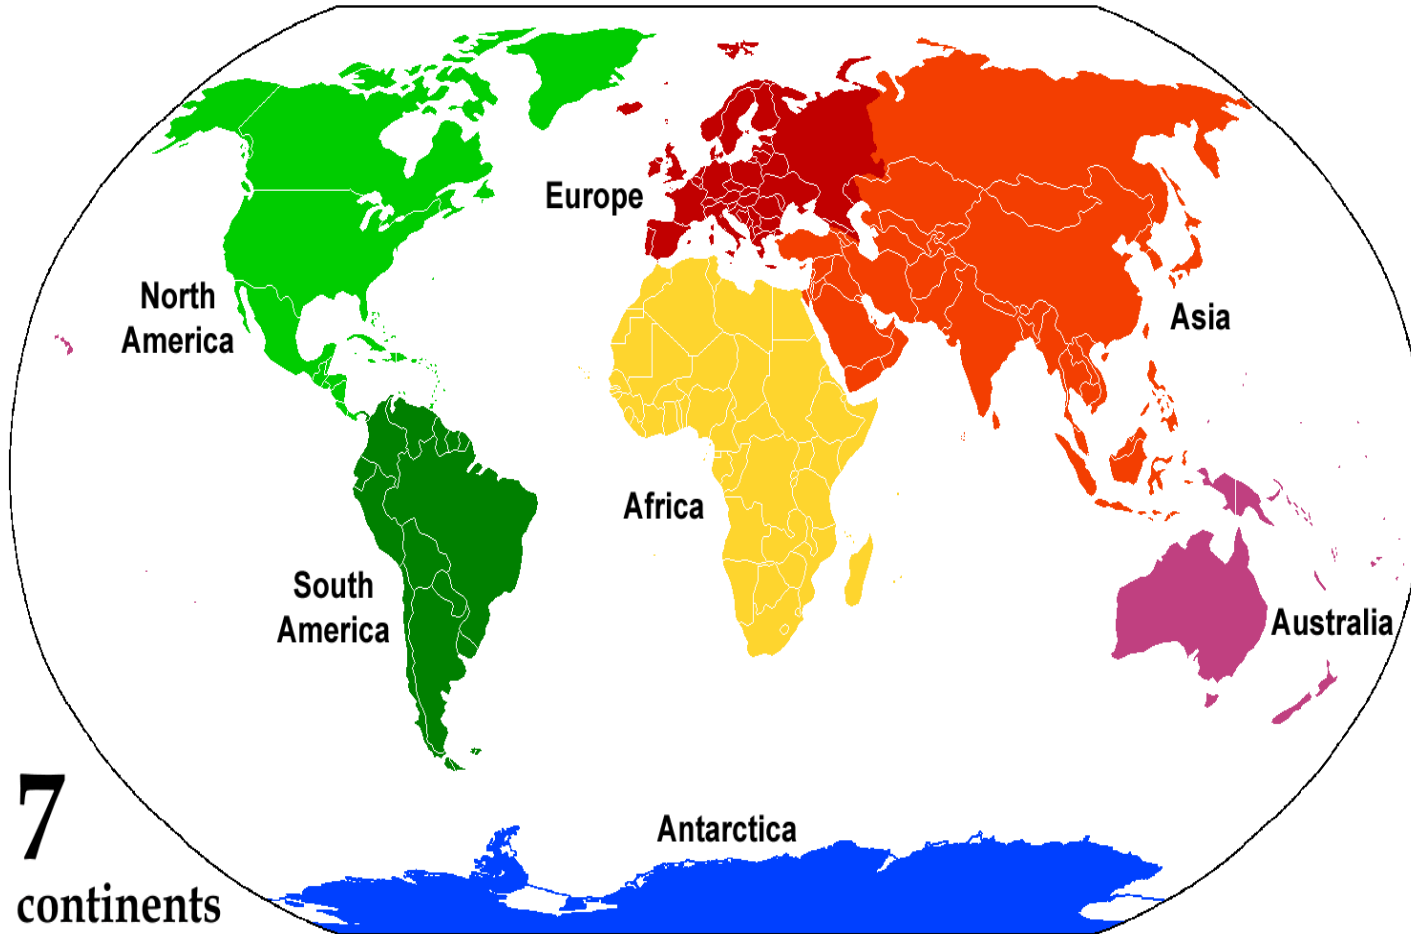 Europe
North
America
Asia
Africa
South
America
Australia
7
continents
Antarctica